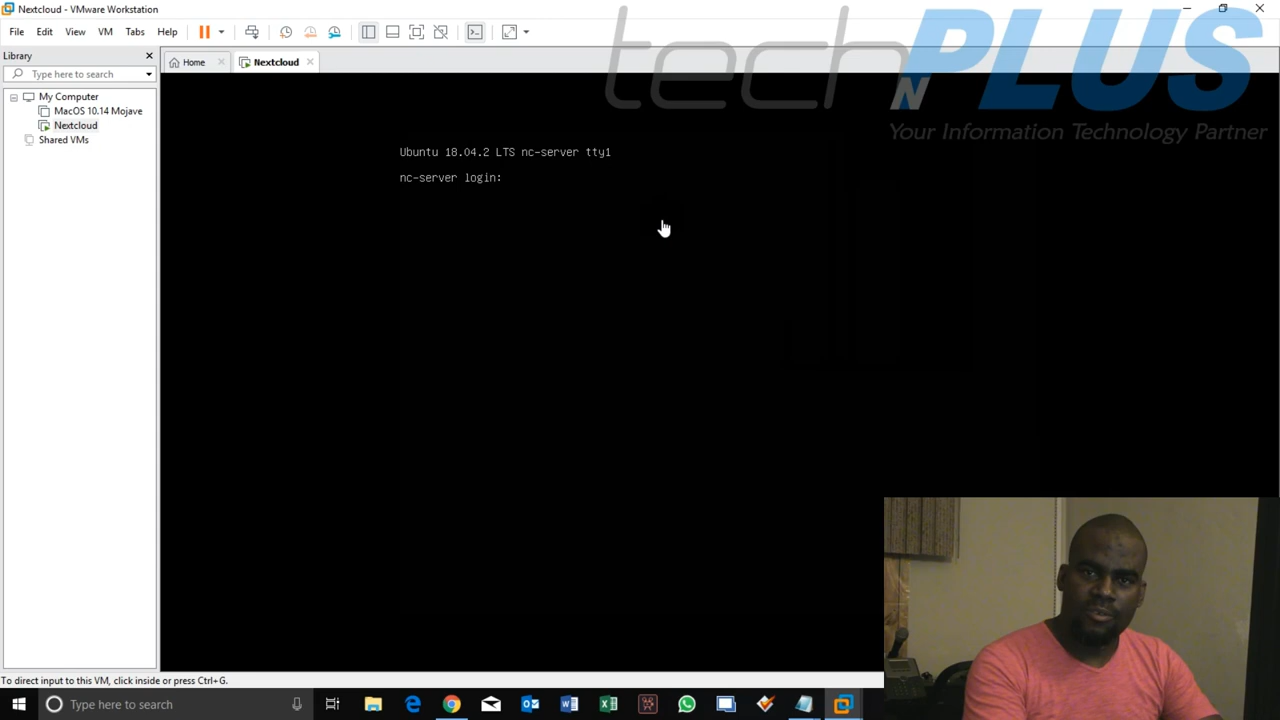 Nextcloud - VMware Workstation
File Edit View VM Tabs Help
Library
Type here to search
My Computer
MacOS 10.14 Mojave
Nextcloud
Shared VMs
Home
Nextcloud
tech N PLUS
Your Information Technology Partner
Ubuntu 18.04.2 LTS nc-server tty1
nc-server login:
To direct input to this VM, click inside or press Ctrl+G.
Type here to search